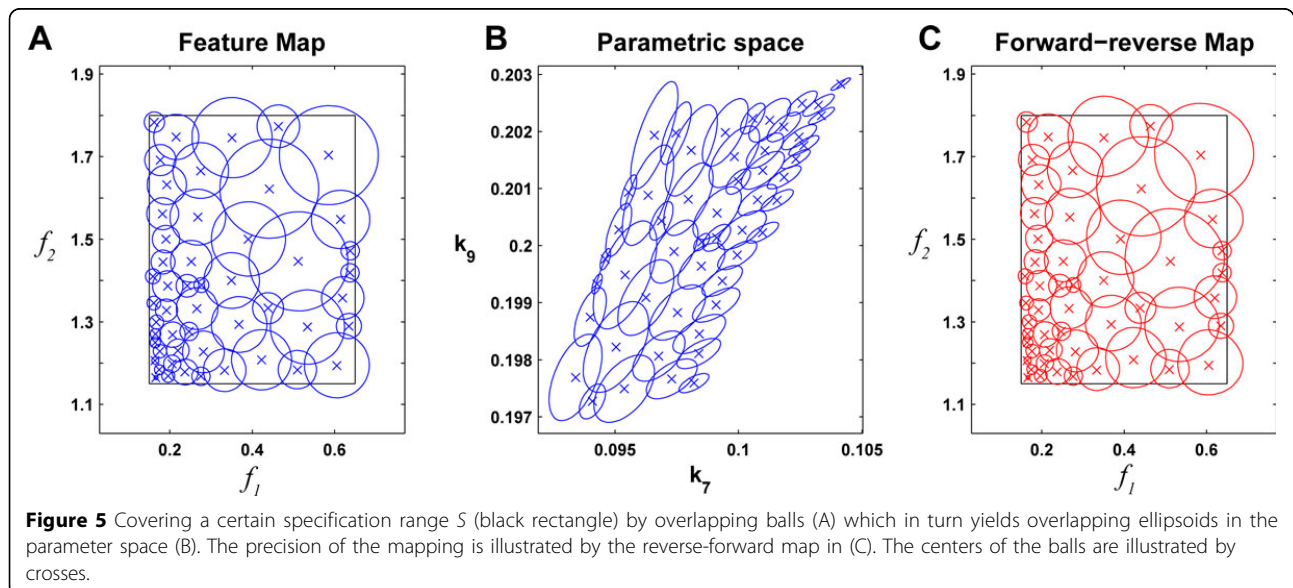 A
Feature Map
1.9
1.7
1.5
1.3
1.1
f2
0.2 0.4 0.6
f1
B
Parametric space
0.203
0.202
0.201
0.2
0.199
0.198
0.197
k9
0.095 0.1 0.105
k7
C
Forward-reverse Map
1.9
1.7
1.5
1.3
1.1
f2
0.2 0.4 0.6
f1
Figure 5 Covering a certain specification range S (black rectangle) by overlapping balls (A) which in turn yields overlapping ellipsoids in the
parameter space (B). The precision of the mapping is illustrated by the reverse-forward map in (C). The centers of the balls are illustrated by
crosses.